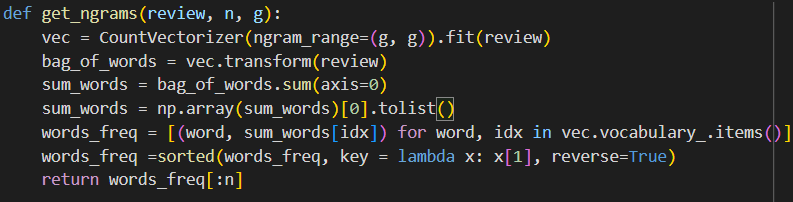 def get_ngrams(review, n, g):
    vec = CountVectorizer(ngram_range=(g, g)).fit(review)
    bag_of_words = vec.transform(review)
    sum_words = bag_of_words.sum(axis=0)
    sum_words = np.array(sum_words)[0].tolist()
    words_freq = [(word, sum_words[idx]) for word, idx in vec.vocabulary_.items()]
    words_freq =sorted(words_freq, key = lambda x: x[1], reverse=True)
    return words_freq[:n]